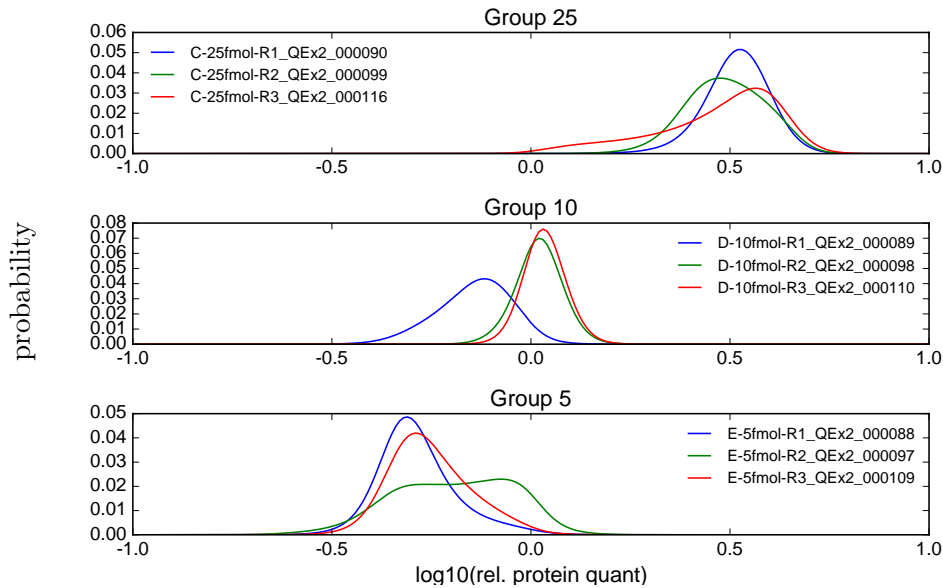 Group 25
0.06
0.05
0.04
0.03
0.02
0.01
0.00
C-25fmol-R1_QEx2_000090
C-25fmol-R2_QEx2_000099
C-25fmol-R3_QEx2_000116
-1.0 -0.5 0.0 0.5 1.0
probability
Group 10
0.08
0.07
0.06
0.05
0.04
0.03
0.02
0.01
0.00
D-10fmol-R1_QEx2_000089
D-10fmol-R2_QEx2_000098
D-10fmol-R3_QEx2_000110
-1.0 -0.5 0.0 0.5 1.0
Group 5
0.05
0.04
0.03
0.02
0.01
0.00
E-5fmol-R1_QEx2_000088
E-5fmol-R2_QEx2_000097
E-5fmol-R3_QEx2_000109
-1.0 -0.5 0.0 0.5 1.0
log10(rel. protein quant)